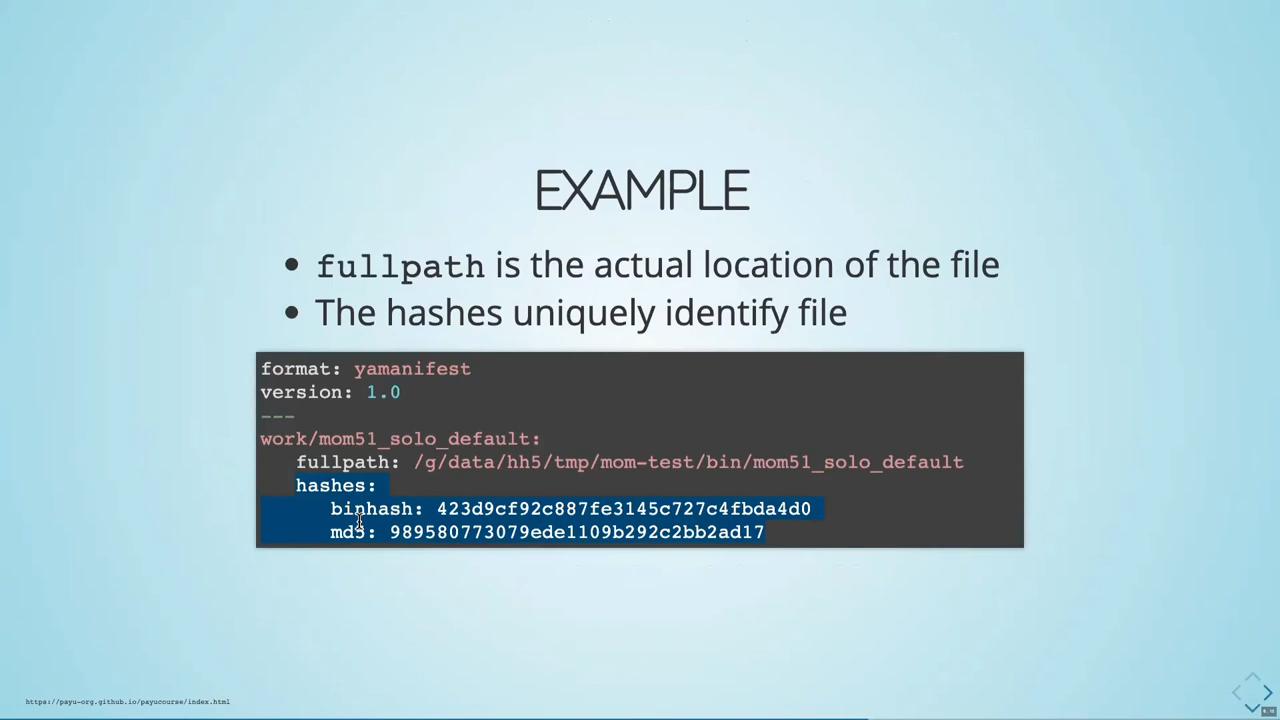 EXAMPLE
• fullpath is the actual location of the file
• The hashes uniquely identify file
format: yamanifest
version: 1.0
---
work/mom51_solo_default:
fullpath: /g/data/hh5/tmp/mom-test/bin/mom51_solo_default
hashes:
binhash: 423d9cf92c887fe3145c727c4fbda4d0
md5: 989580773079ede1109b292c2bb2ad17
https://payu-org.github.io/payucourse/index.html